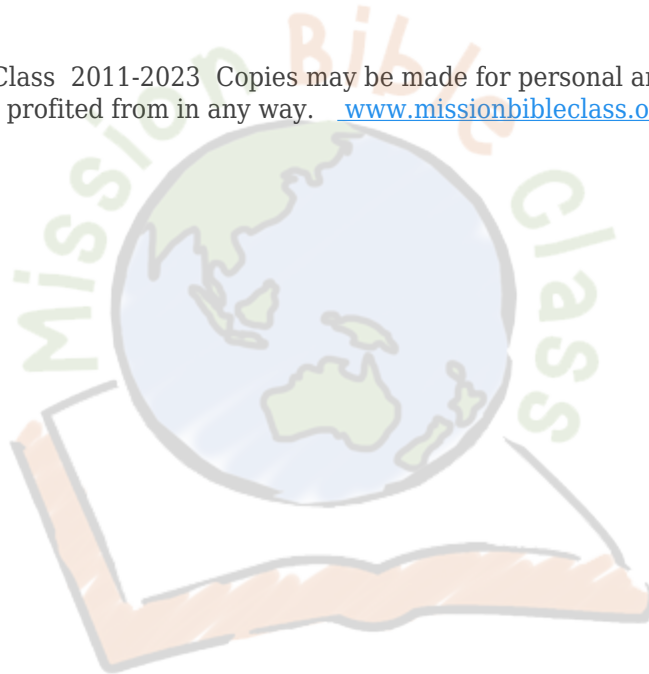 Mission Bible Class
Class 2011-2023 Copies may be made for personal
profited from in any way. www.missionbibleclass.o